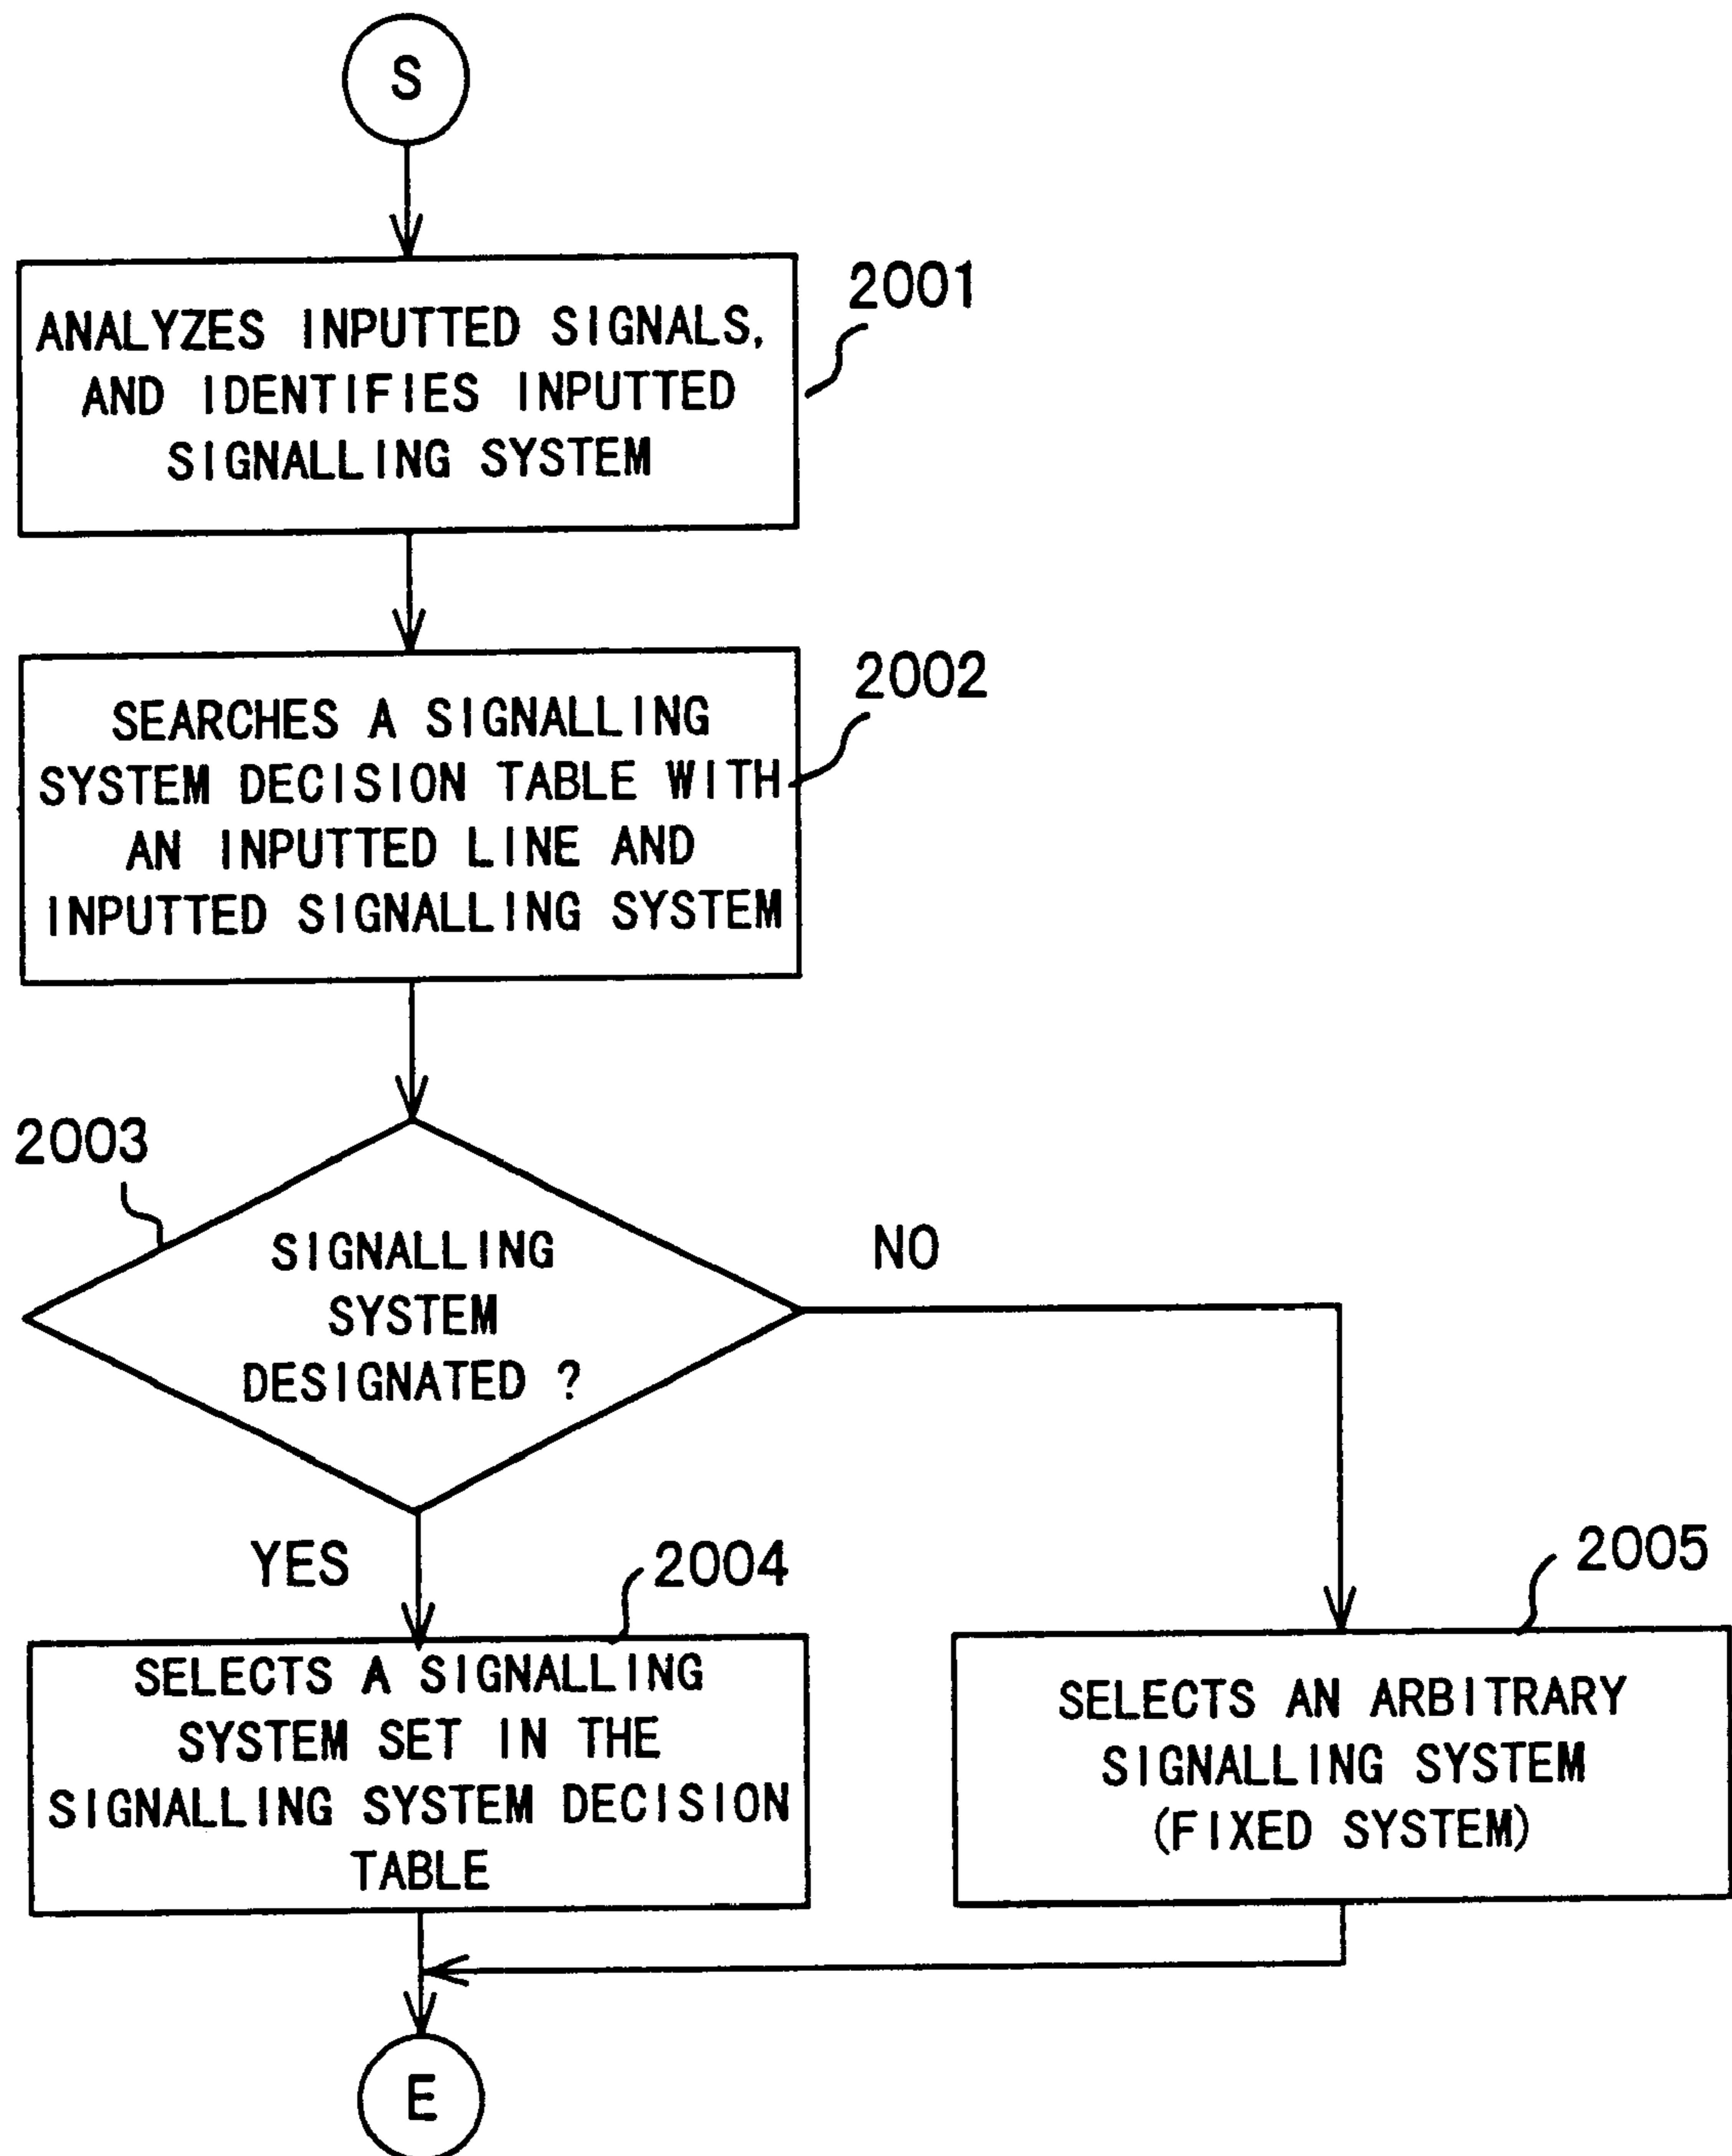 S
2001
ANALYZES INPUTTED SIGNALS,
AND IDENTIFIES INPUTTED
SIGNALLING SYSTEM
2002
SEARCHES A SIGNALLING
SYSTEM DECISION TABLE WITH
AN INPUTTED LINE AND
INPUTTED SIGNALLING SYSTEM
2003
SIGNALLING
SYSTEM
DESIGNATED ?
NO
YES
2004
SELECTS A SIGNALLING
SYSTEM SET IN THE
SIGNALLING SYSTEM DECISION
TABLE
2005
SELECTS AN ARBITRARY
SIGNALLING SYSTEM
(FIXED SYSTEM)
E